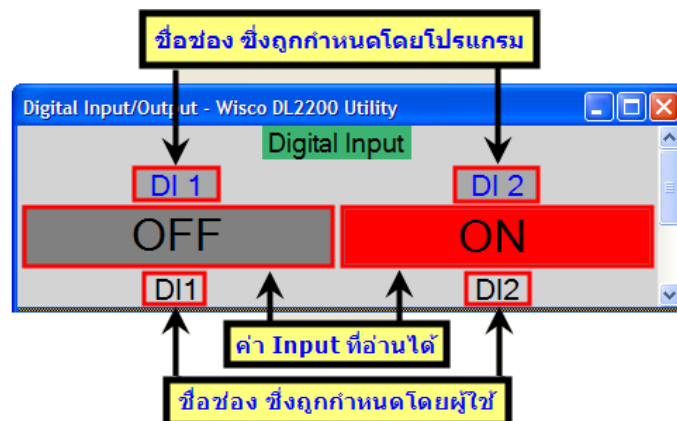 ชื่อช่อง ซึ่งถูกกำหนดโดยโปรแกรม
Digital Input/Output - Wisco DL2200 Utility
Digital Input
DI 1 DI 2
OFF ON
DI1 DI2
ค่า Input ที่อ่านได้
ชื่อช่อง ซึ่งถูกกำหนดโดยผู้ใช้